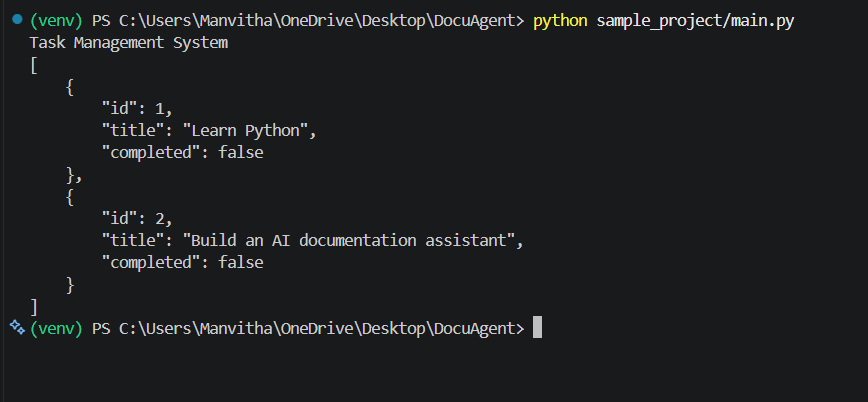 (venv) PS C:\Users\Manvitha\OneDrive\Desktop\DocuAgent> python sample_project/main.py
Task Management System
[
    {
        "id": 1,
        "title": "Learn Python",
        "completed": false
    },
    {
        "id": 2,
        "title": "Build an AI documentation assistant",
        "completed": false
    }
]
(venv) PS C:\Users\Manvitha\OneDrive\Desktop\DocuAgent>